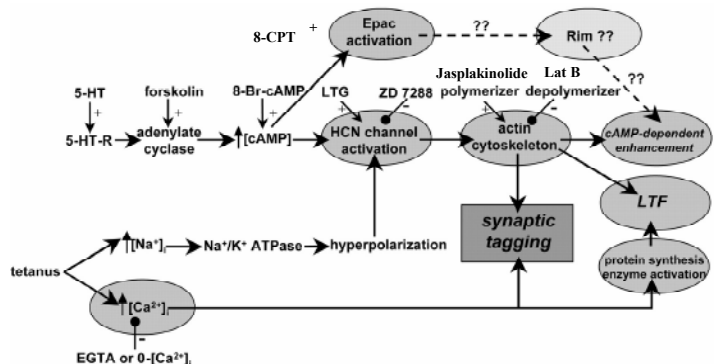 8-CPT +
Epac
activation
??
Rim ??
??
5-HT
+
5-HT-R
forskolin
+
adenylate
cyclase
8-Br-cAMP
+
[cAMP]
LTG
+
ZD 7288
-
HCN channel
activation
Jasplakinolide
polymerizer
+
Lat B
depolymerizer
-
actin
cytoskeleton
cAMP-dependent
enhancement
LTF
synaptic
tagging
protein synthesis
enzyme activation
tetanus
[Na⁺]ᵢ
Na⁺/K⁺ ATPase
hyperpolarization
[Ca²⁺]ᵢ
-
EGTA or 0-[Ca²⁺]ᵢ